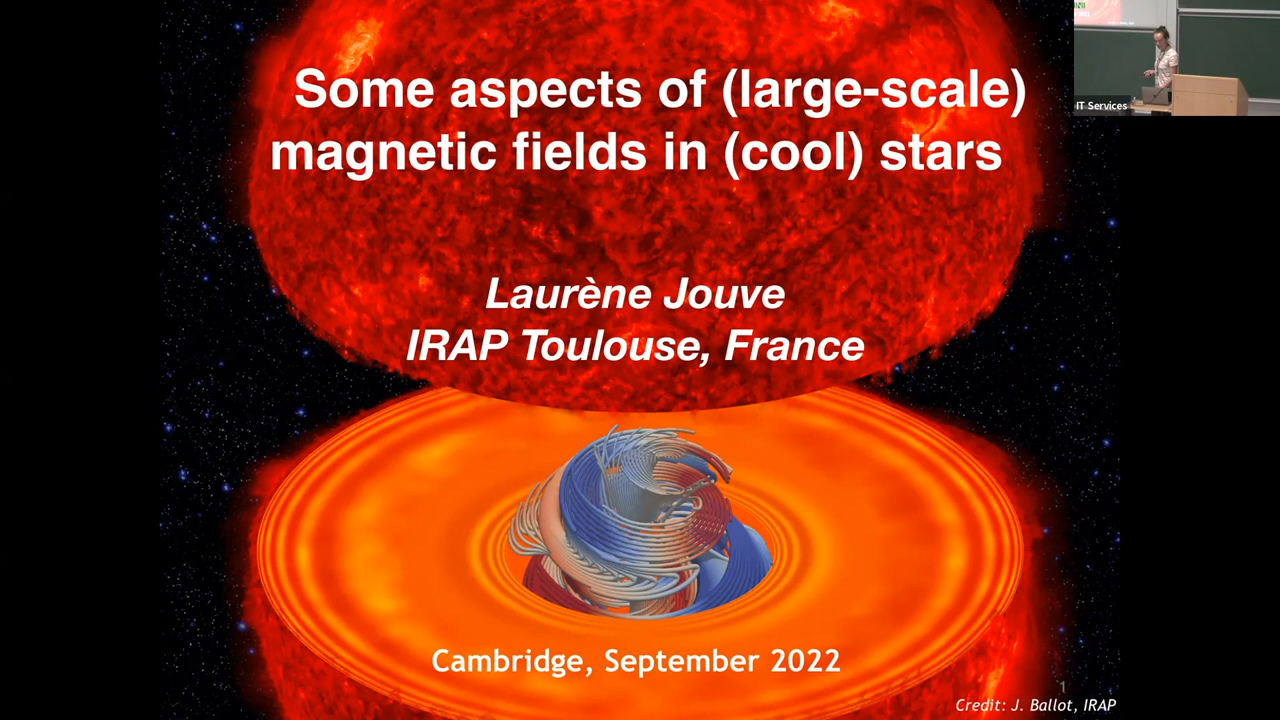 Some aspects of (large-scale)
magnetic fields in (cool) stars
Laurène Jouve
IRAP Toulouse, France
Cambridge, September 2022
1
Credit: J. Ballot, IRAP
IT Services